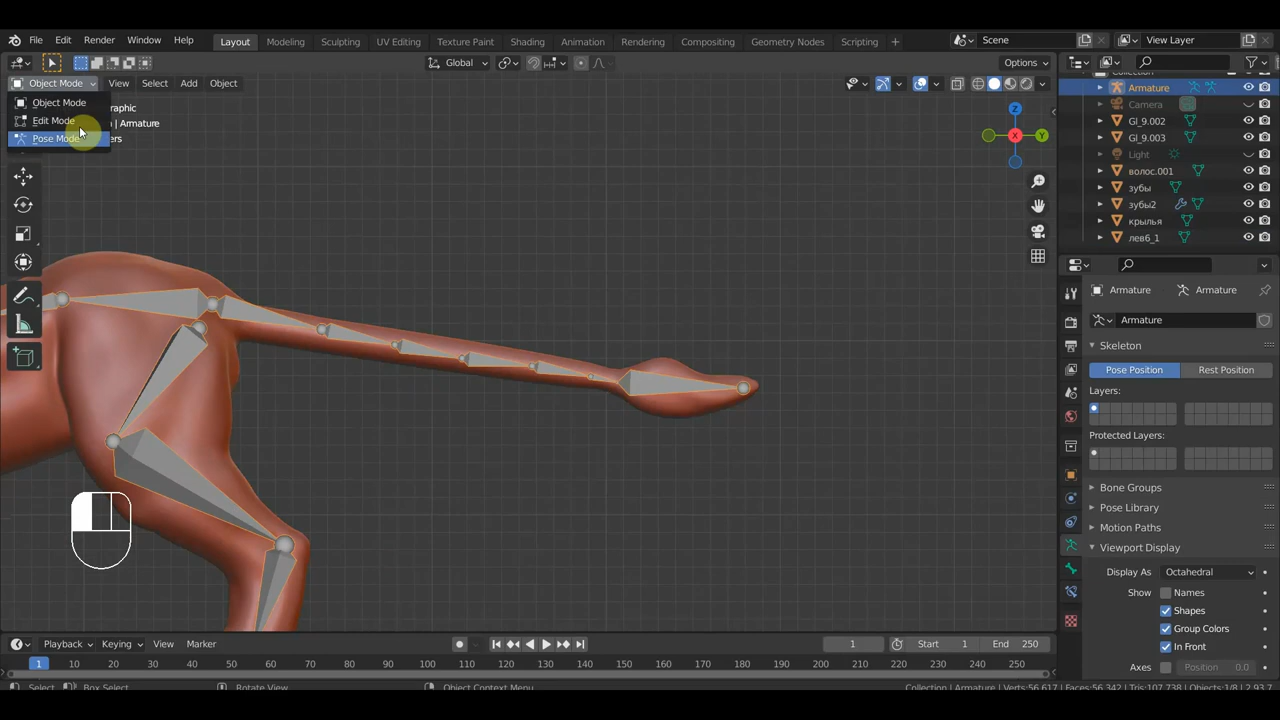 File Edit Render Window Help Layout Modeling Sculpting UV Editing Texture Paint Shading Animation Rendering Compositing Geometry Nodes Scripting + Scene View Layer
Global Options
Object Mode View Select Add Object
Object Mode
Edit Mode
Pose Mode
graphic
| Armature
ers
Z
X
Y
Armature
Camera
Gl_9.002
Gl_9.003
Light
волос.001
зубы
зубы2
крылья
лев6_1
Armature Armature
Armature
Skeleton
Pose Position Rest Position
Layers:
Protected Layers:
Bone Groups
Pose Library
Motion Paths
Viewport Display
Display As Octahedral
Show Names
Shapes
Group Colors
In Front
Axes Position 0.0
Playback Keying View Marker 1 Start 1 End 250
1 10 20 30 40 50 60 70 80 90 100 110 120 130 140 150 160 170 180 190 200 210 220 230 240 250
Select Box Select Rotate View Object Context Menu Collection | Armature Verts:56.617 | Faces:56.342 | Tris:107.738 | Objects:1/8 | 2.93.7